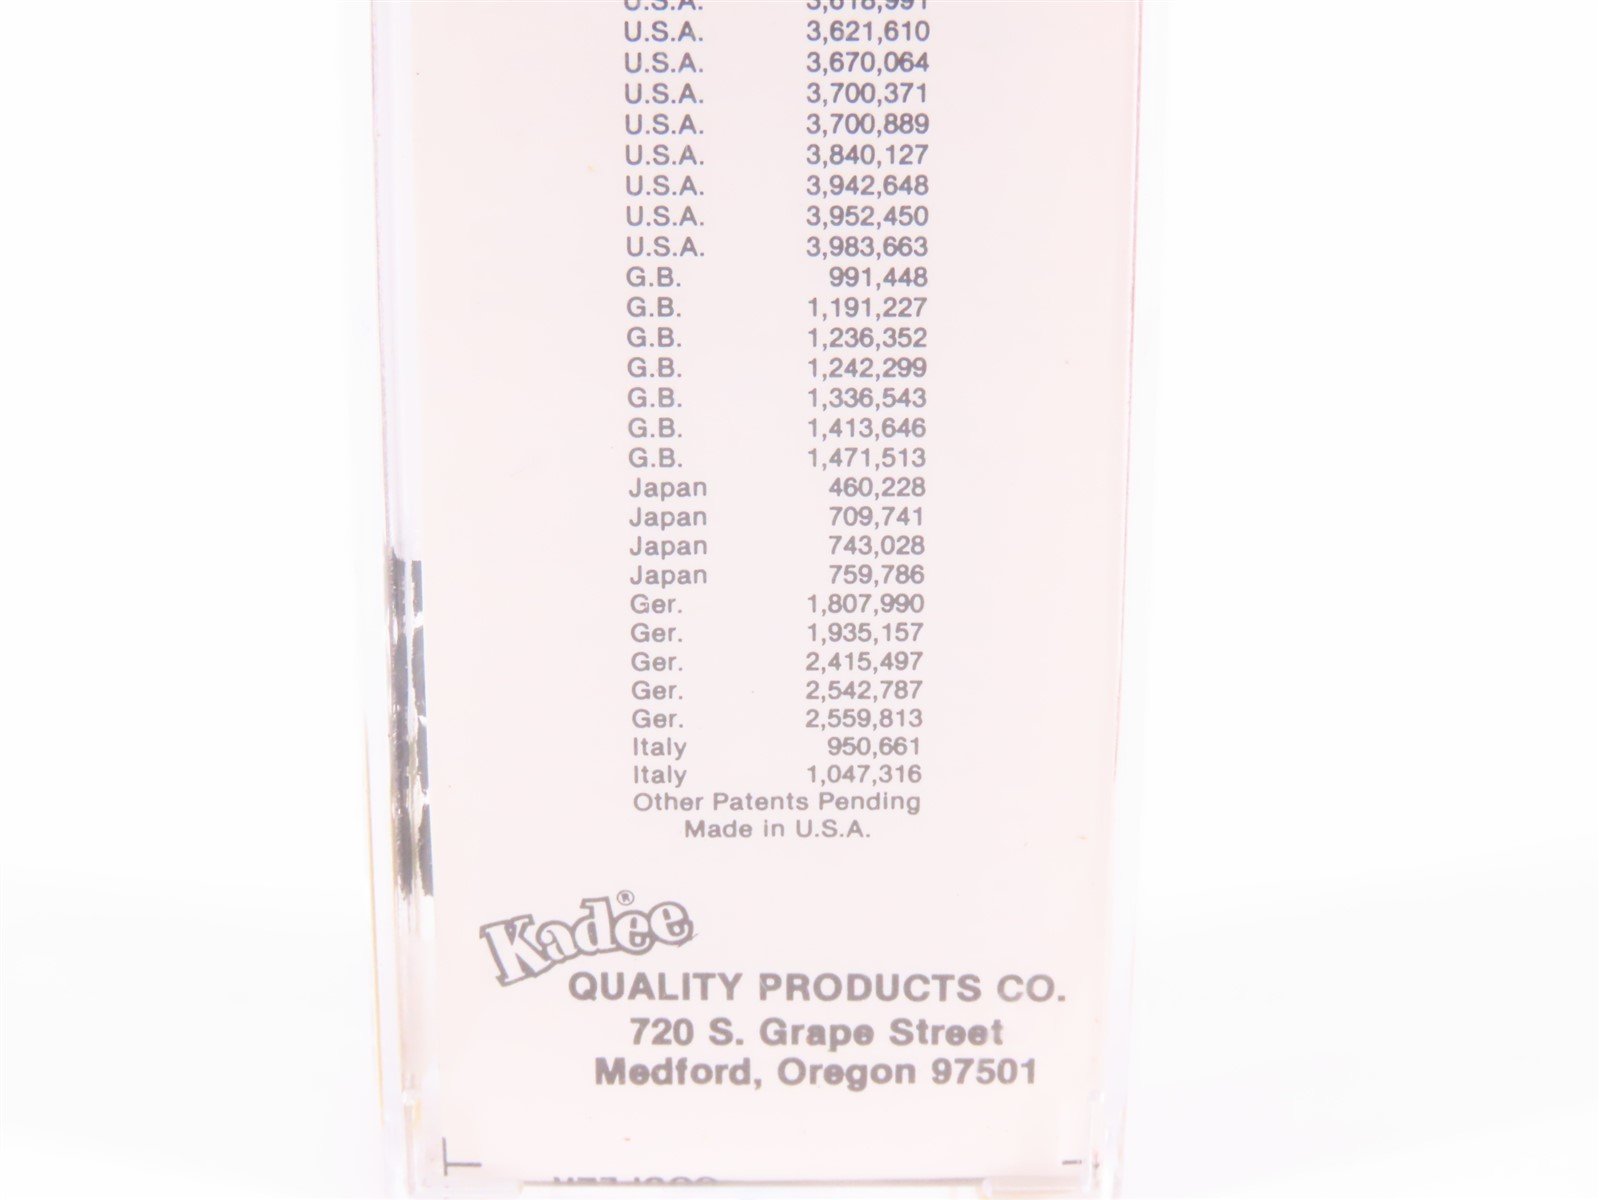 U.S.A. 3,618,991
U.S.A. 3,621,610
U.S.A. 3,670,064
U.S.A. 3,700,371
U.S.A. 3,700,889
U.S.A. 3,840,127
U.S.A. 3,942,648
U.S.A. 3,952,450
U.S.A. 3,983,663
G.B. 991,448
G.B. 1,191,227
G.B. 1,236,352
G.B. 1,242,299
G.B. 1,336,543
G.B. 1,413,646
G.B. 1,471,513
Japan 460,228
Japan 709,741
Japan 743,028
Japan 759,786
Ger. 1,807,990
Ger. 1,935,157
Ger. 2,415,497
Ger. 2,542,787
Ger. 2,559,813
Italy 950,661
Italy 1,047,316
Other Patents Pending
Made in U.S.A.
Kadee®
QUALITY PRODUCTS CO.
720 S. Grape Street
Medford, Oregon 97501